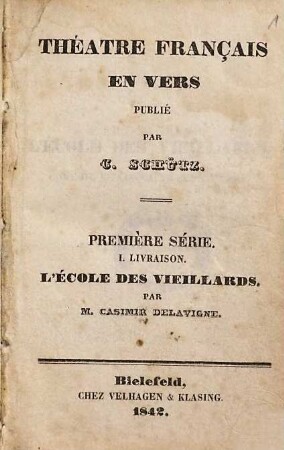 1
THÉATRE FRANÇAIS
EN VERS
PUBLIÉ
PAR
C. SCHÜTZ.
PREMIÈRE SÉRIE.
I. LIVRAISON.
L'ÉCOLE DES VIEILLARDS.
PAR
M. CASIMIR DELAVIGNE.
Bielefeld,
CHEZ VELHAGEN & KLASING.
1842.